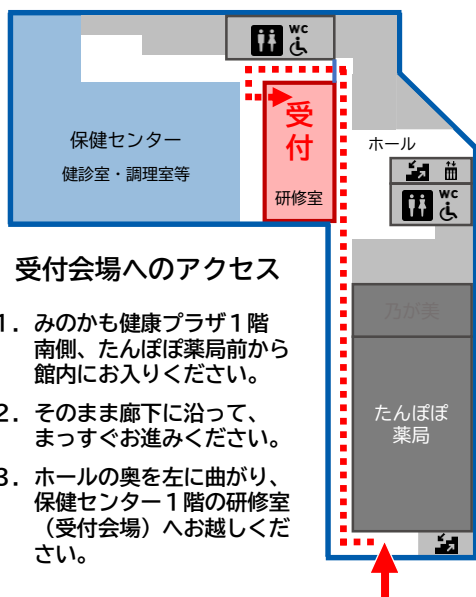 WC
保健センター
健診室・調理室等
受
付
研修室
ホール
WC
乃が美
たんぽぽ
薬局
受付会場へのアクセス
1．みのかも健康プラザ１階
南側、たんぽぽ薬局前から
館内にお入りください。
2．そのまま廊下に沿って、
まっすぐお進みください。
3．ホールの奥を左に曲がり、
保健センター１階の研修室
（受付会場）へお越しくだ
さい。